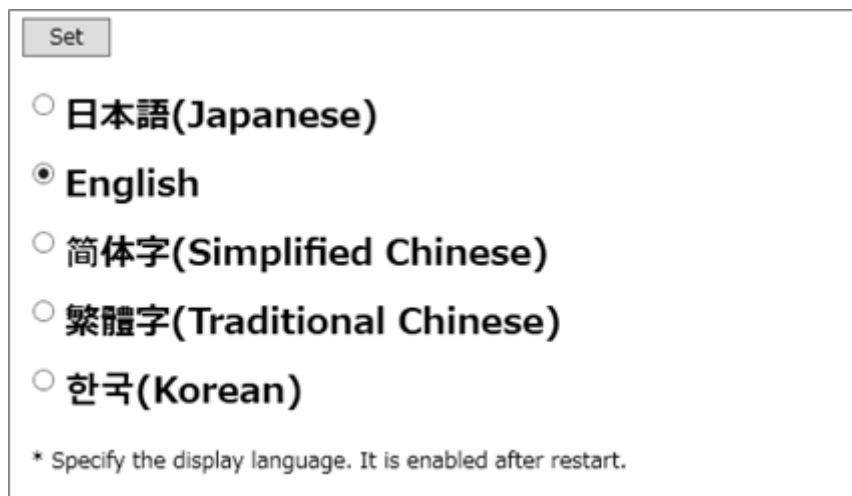 Set
日本語(Japanese)
English
简体字(Simplified Chinese)
繁體字(Traditional Chinese)
한국(Korean)
* Specify the display language. It is enabled after restart.